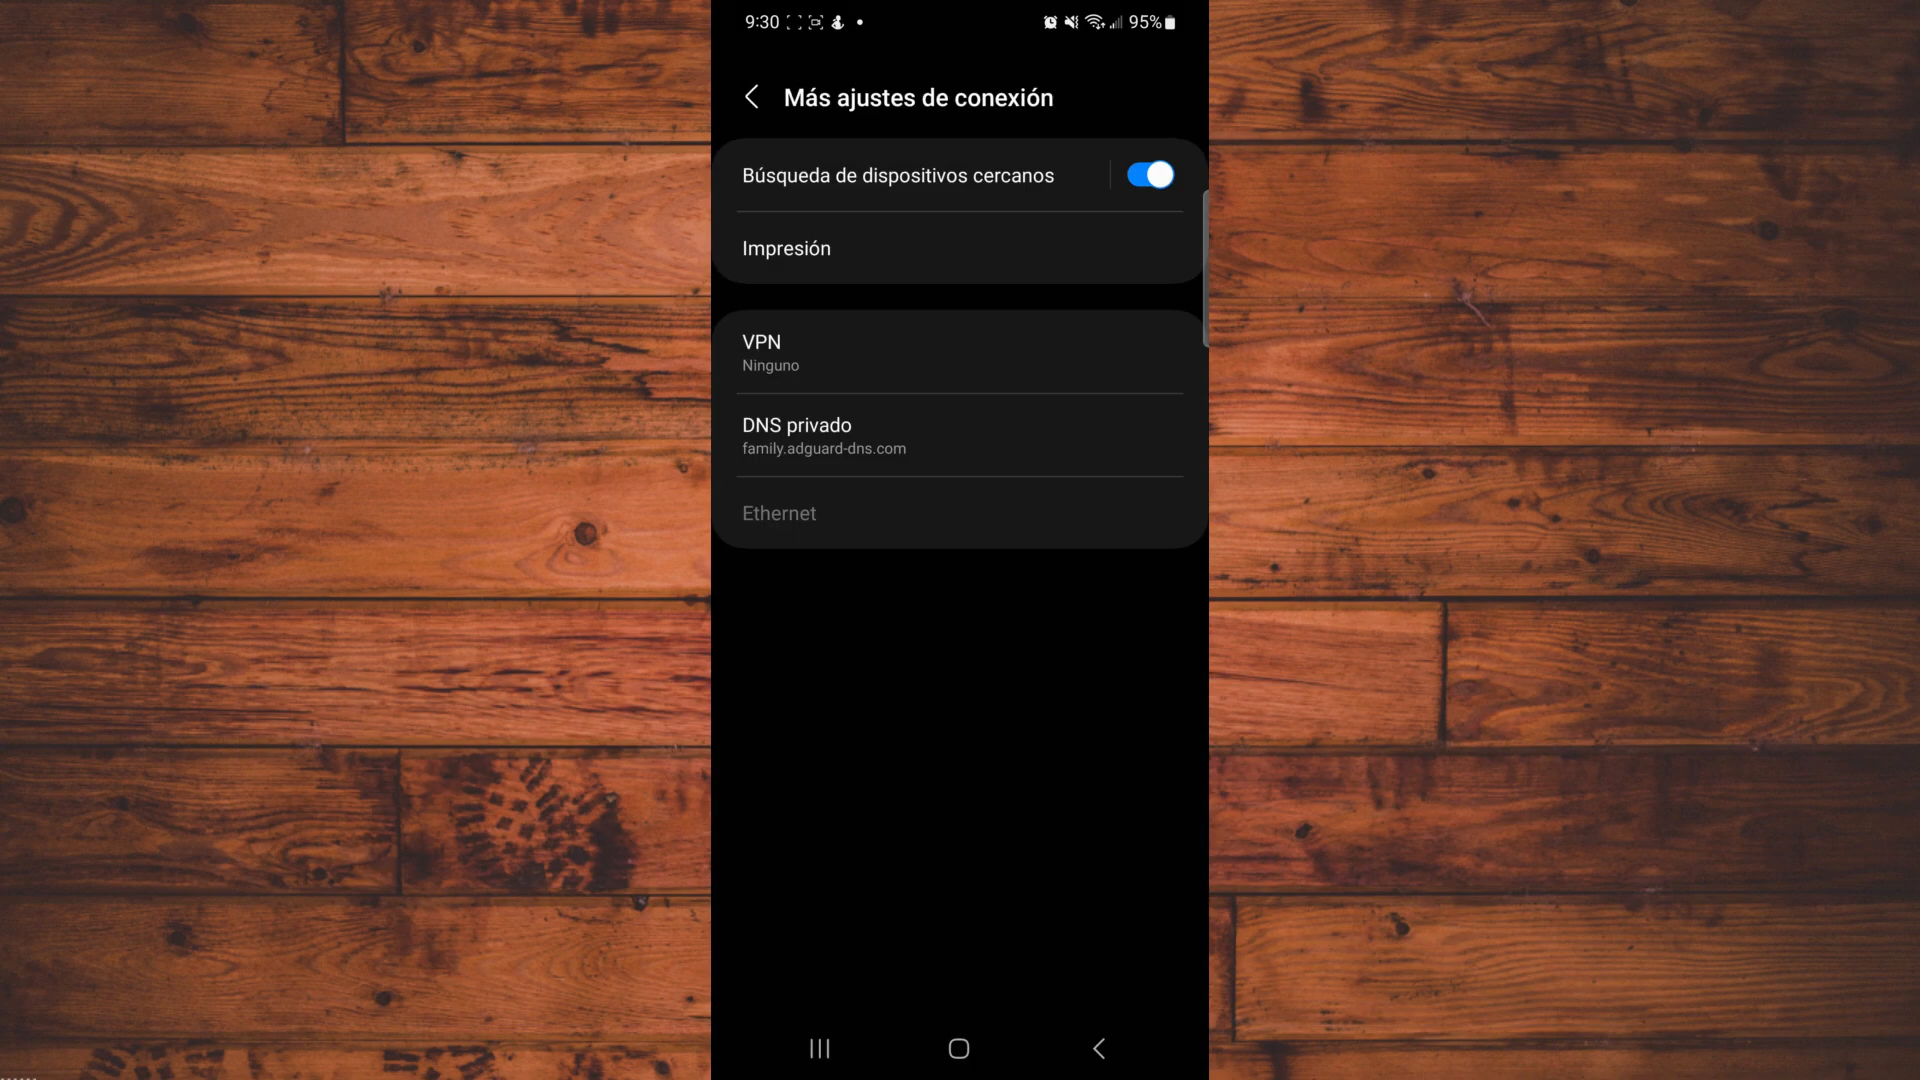 9:30
95%
Más ajustes de conexión
Búsqueda de dispositivos cercanos
Impresión
VPN
Ninguno
DNS privado
family.adguard-dns.com
Ethernet